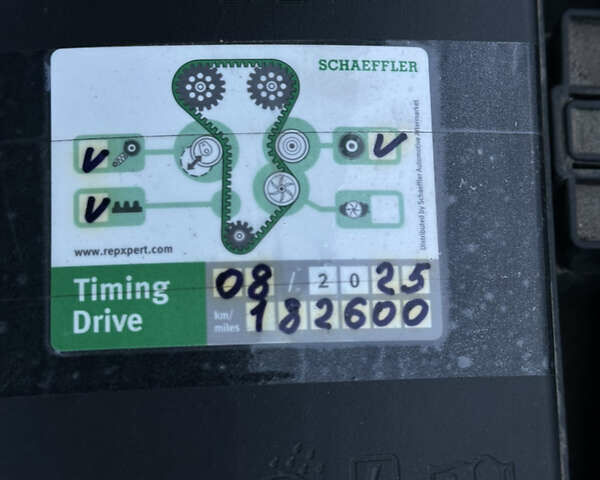 SCHAEFFLER
V
V
V
Distributed by Schaeffler Automotive Aftermarket
www.repxpert.com
Timing
Drive
08 / 2025
km/
miles
182600